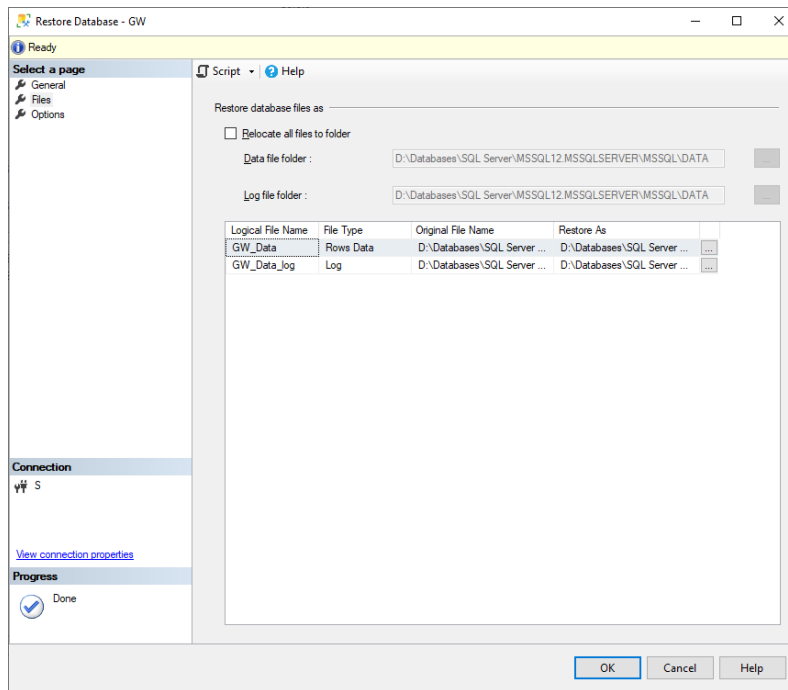 Restore Database - GW
Ready
Select a page
General
Files
Options
Script
Help
Restore database files as
Relocate all files to folder
Data file folder :
D:\Databases\SQL Server\MSSQL12.MSSQLSERVER\MSSQL\DATA
...
Log file folder :
D:\Databases\SQL Server\MSSQL12.MSSQLSERVER\MSSQL\DATA
...
Logical File Name File Type Original File Name Restore As
GW_Data Rows Data D:\Databases\SQL Server ... D:\Databases\SQL Server ... ...
GW_Data_log Log D:\Databases\SQL Server ... D:\Databases\SQL Server ... ...
Connection
S
View connection properties
Progress
Done
OK Cancel Help